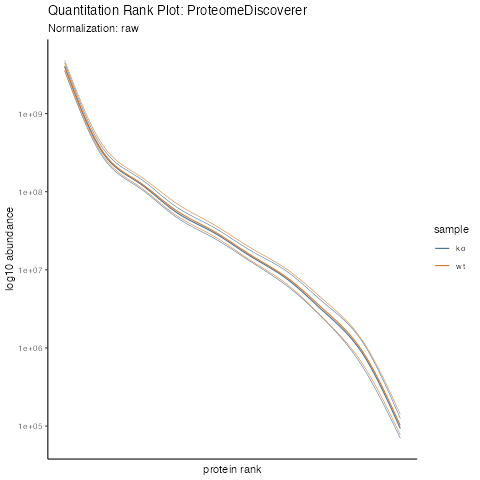 Quantitation Rank Plot: ProteomeDiscoverer
Normalization: raw
log10 abundance
1e+09
1e+08
1e+07
1e+06
1e+05
protein rank
sample
ko
wt